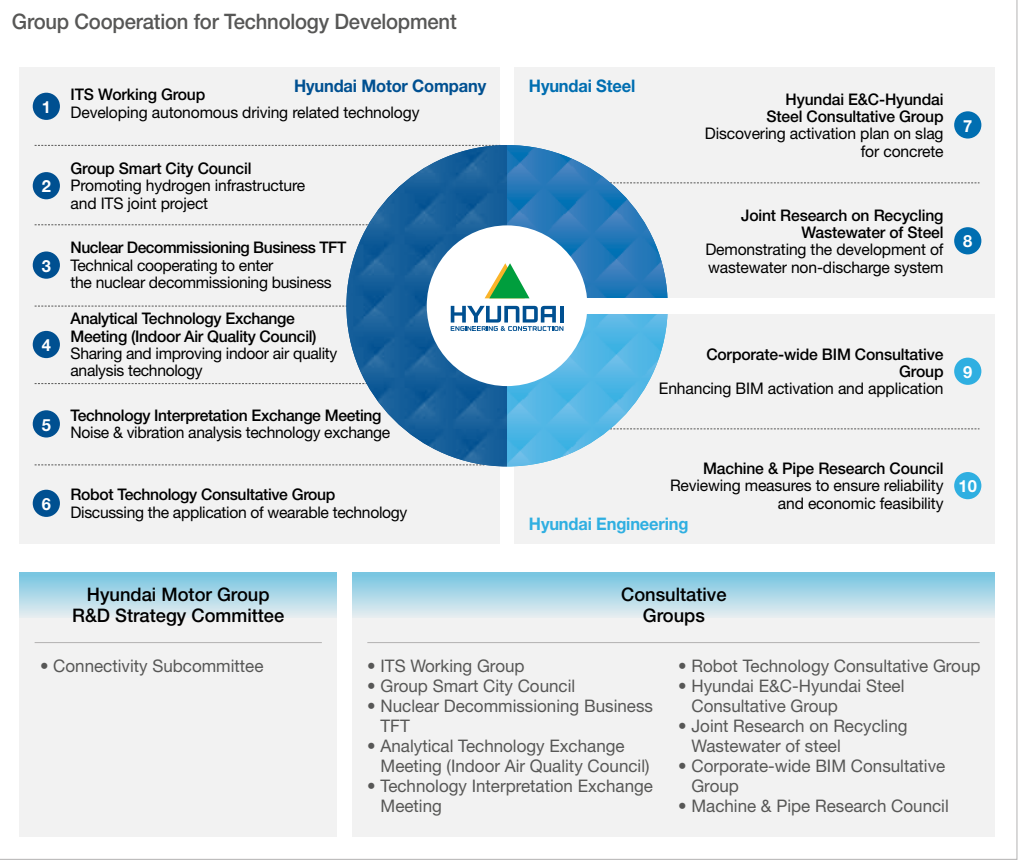 Group Cooperation for Technology Development
Hyundai Motor Company
1
ITS Working Group
Developing autonomous driving related technology
2
Group Smart City Council
Promoting hydrogen infrastructure
and ITS joint project
3
Nuclear Decommissioning Business TFT
Technical cooperating to enter
the nuclear decommissioning business
4
Analytical Technology Exchange
Meeting (Indoor Air Quality Council)
Sharing and improving indoor air quality
analysis technology
5
Technology Interpretation Exchange Meeting
Noise & vibration analysis technology exchange
6
Robot Technology Consultative Group
Discussing the application of wearable technology
HYUNDAI
ENGINEERING & CONSTRUCTION
Hyundai Steel
Hyundai E&C-Hyundai
Steel Consultative Group
Discovering activation plan on slag
for concrete
7
Joint Research on Recycling
Wastewater of Steel
Demonstrating the development of
wastewater non-discharge system
8
Corporate-wide BIM Consultative
Group
Enhancing BIM activation and application
9
Machine & Pipe Research Council
Reviewing measures to ensure reliability
and economic feasibility
10
Hyundai Engineering
Hyundai Motor Group
R&D Strategy Committee
• Connectivity Subcommittee
Consultative
Groups
• ITS Working Group
• Group Smart City Council
• Nuclear Decommissioning Business
TFT
• Analytical Technology Exchange
Meeting (Indoor Air Quality Council)
• Technology Interpretation Exchange
Meeting
• Robot Technology Consultative Group
• Hyundai E&C-Hyundai Steel
Consultative Group
• Joint Research on Recycling
Wastewater of steel
• Corporate-wide BIM Consultative
Group
• Machine & Pipe Research Council